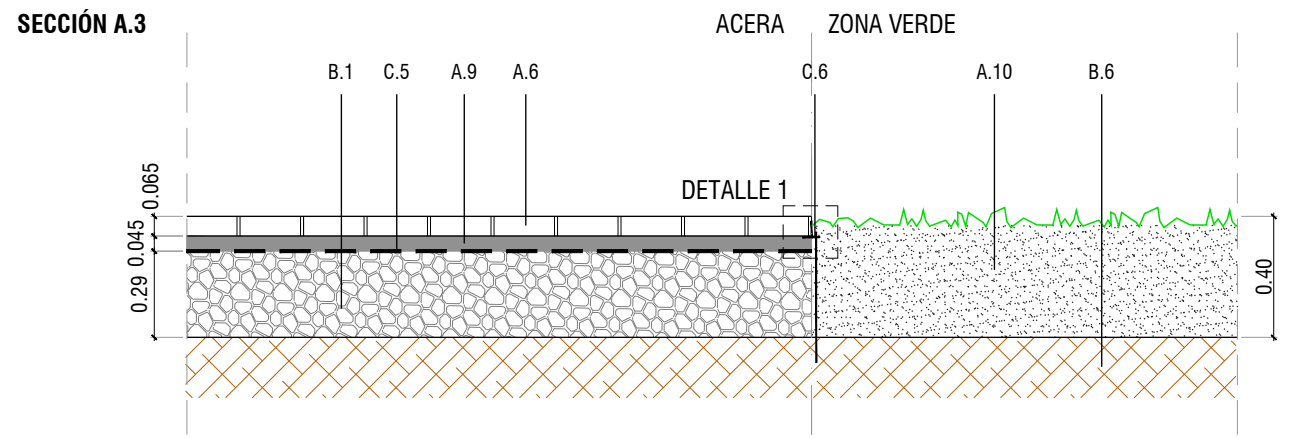 SECCIÓN A.3
ACERA
ZONA VERDE
B.1 C.5 A.9 A.6 C.6 A.10 B.6
DETALLE 1
0.065
0.045
0.29
0.40